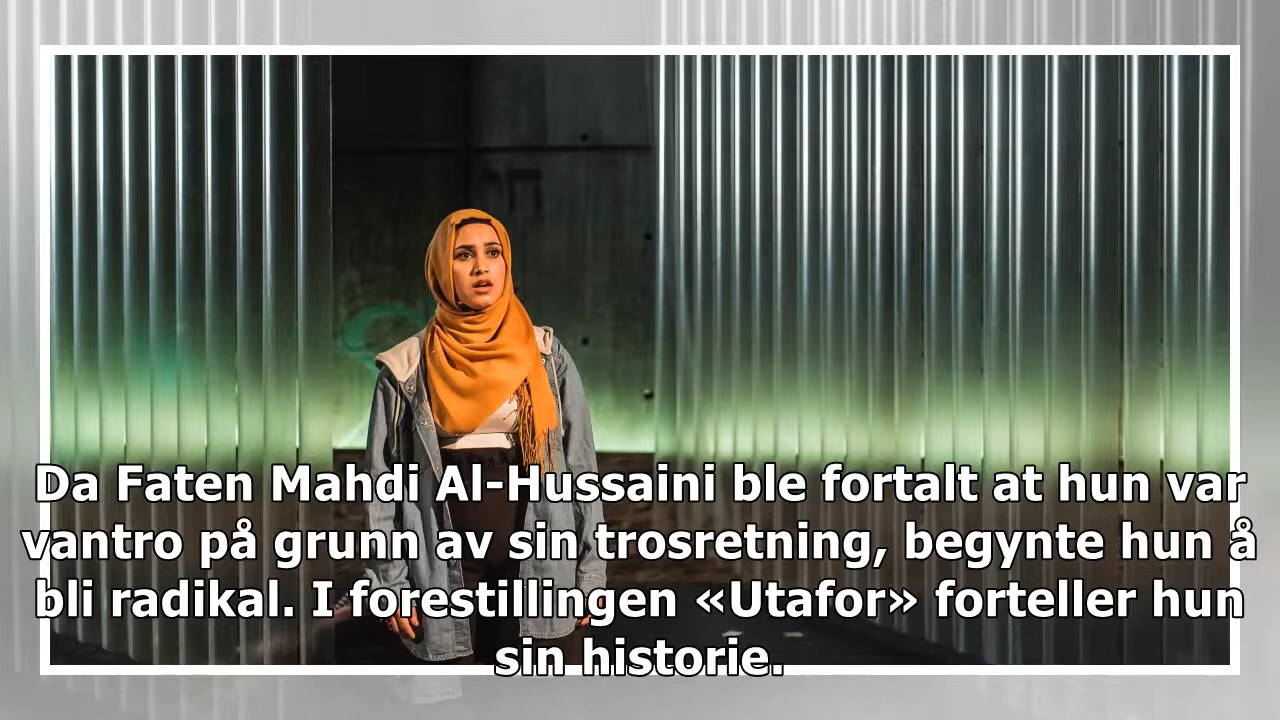 Da Faten Mahdi Al-Hussaini ble fortalt at hun var
vantro på grunn av sin trosretning, begynte hun å
bli radikal. I forestillingen «Utafor» forteller hun
sin historie.